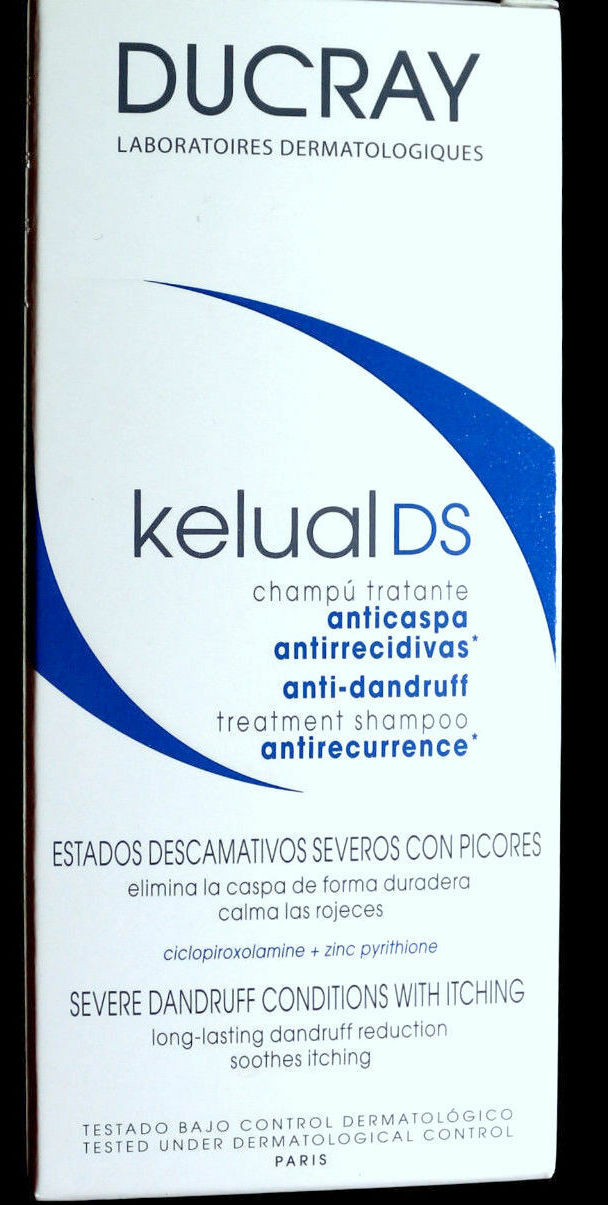 DUCRAY
LABORATOIRES DERMATOLOGIQUES
kelual DS
champú tratante
anticaspa
antirrecidivas*
anti-dandruff
treatment shampoo
antirecurrence*
ESTADOS DESCAMATIVOS SEVEROS CON PICORES
elimina la caspa de forma duradera
calma las rojeces
ciclopiroxolamine + zinc pyrithione
SEVERE DANDRUFF CONDITIONS WITH ITCHING
long-lasting dandruff reduction
soothes itching
TESTADO BAJO CONTROL DERMATOLÓGICO
TESTED UNDER DERMATOLOGICAL CONTROL
PARIS